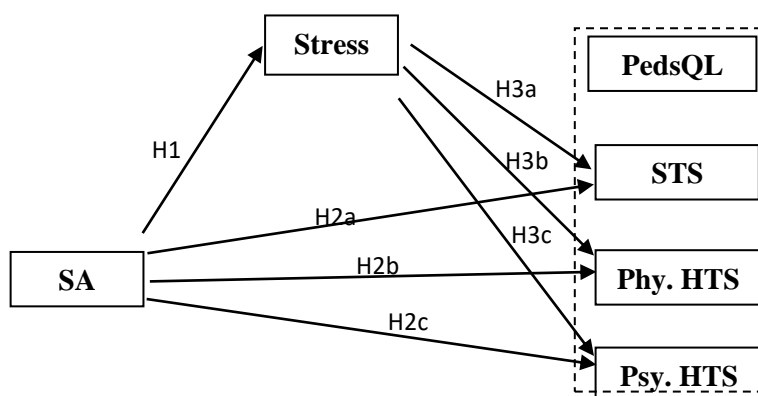 Stress
PedsQL
H3a
H1
H3b
STS
H2a
H3c
H2b
SA
Phy. HTS
H2c
Psy. HTS